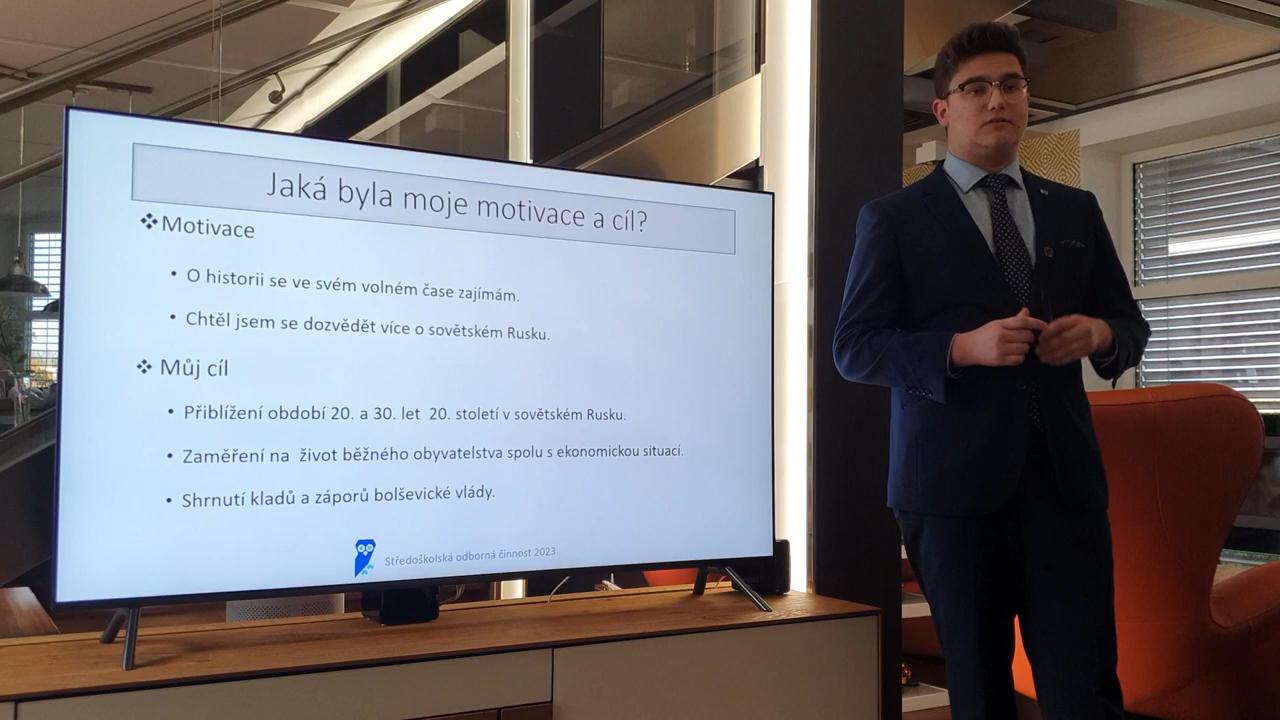 Jaká byla moje motivace a cíl?
Motivace
• O historii se ve svém volném čase zajímám.
• Chtěl jsem se dozvědět více o sovětském Rusku.
Můj cíl
• Přiblížení období 20. a 30. let 20. století v sovětském Rusku.
• Zaměření na život běžného obyvatelstva spolu s ekonomickou situací.
• Shrnutí kladů a záporů bolševické vlády.
Středoškolská odborná činnost 2023